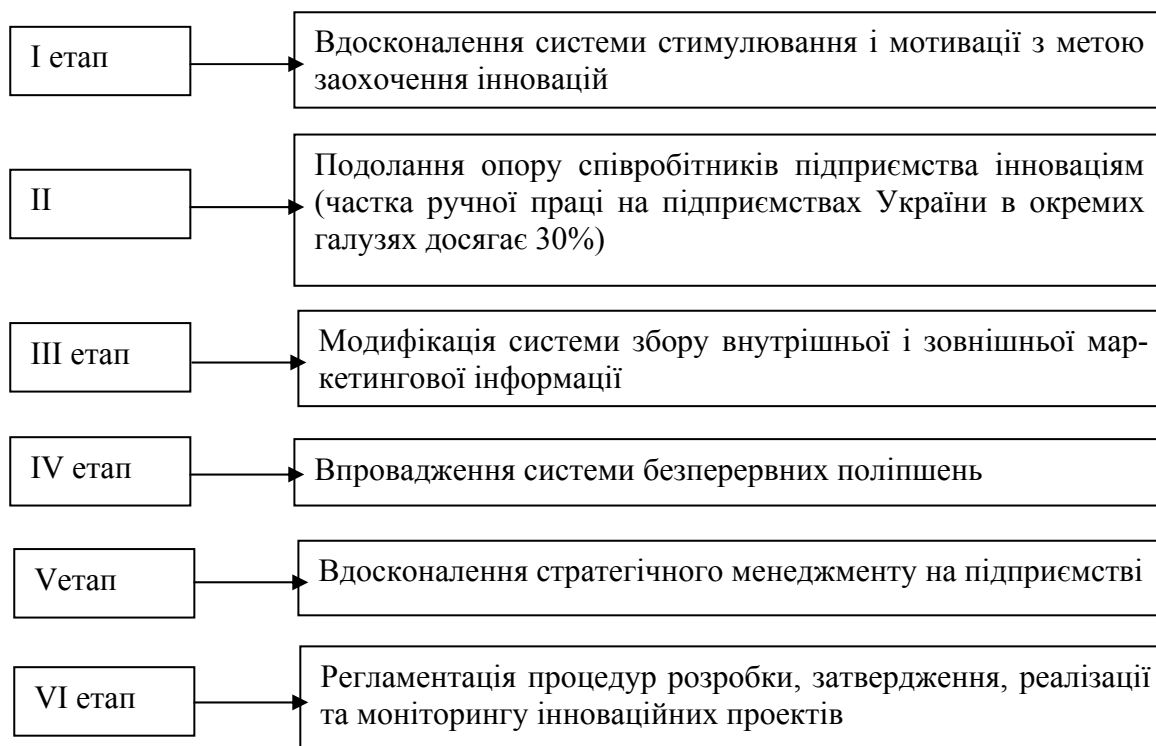 І етап
Вдосконалення системи стимулювання і мотивації з метою
заохочення інновацій
ІІ
Подолання опору співробітників підприємства інноваціям
(частка ручної праці на підприємствах України в окремих
галузях досягає 30%)
ІІІ етап
Модифікація системи збору внутрішньої і зовнішньої мар-
кетингової інформації
IV етап
Впровадження системи безперервних поліпшень
Vетап
Вдосконалення стратегічного менеджменту на підприємстві
VI етап
Регламентація процедур розробки, затвердження, реалізації
та моніторингу інноваційних проектів